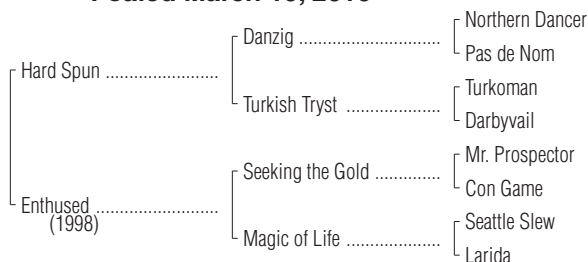 Northern Dancer
Danzig ......................................
Pas de Nom
Hard Spun ..............................
Turkoman
Turkish Tryst .........................
Darbyvail
Mr. Prospector
Seeking the Gold .................
Con Game
Enthused ................................
(1998)
Seattle Slew
Magic of Life .........................
Larida